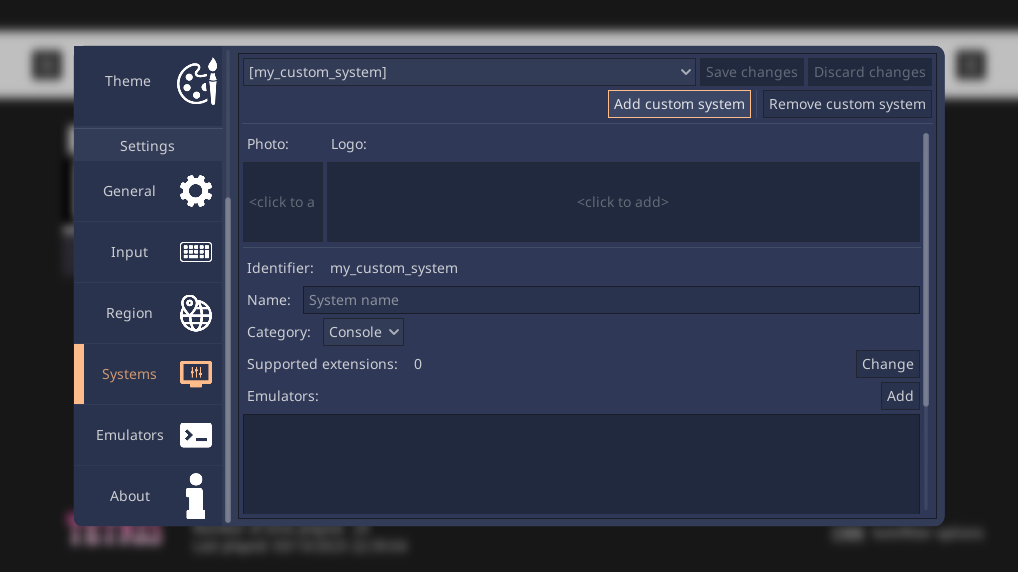 Theme
Settings
General
Input
Region
Systems
Emulators
About
[my_custom_system]
Save changes
Discard changes
Add custom system
Remove custom system
Photo:
Logo:
<click to a
<click to add>
Identifier: my_custom_system
Name: System name
Category: Console
Supported extensions: 0
Change
Emulators:
Add